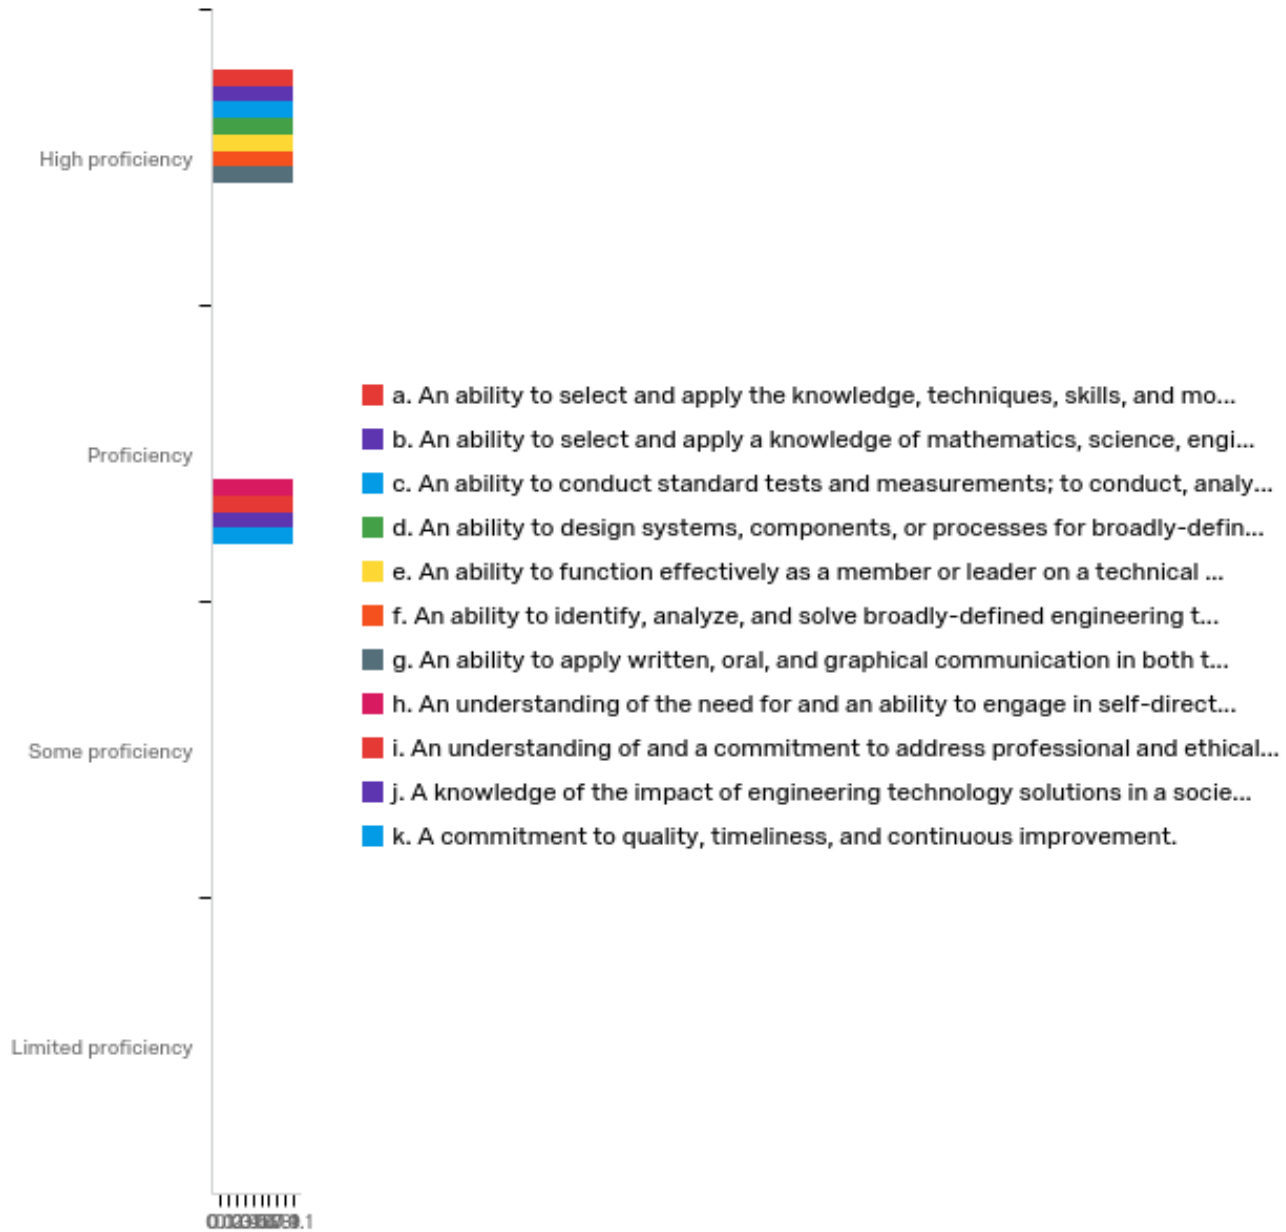 High proficiency
Proficiency
Some proficiency
Limited proficiency
a. An ability to select and apply the knowledge, techniques, skills, and mo...
b. An ability to select and apply a knowledge of mathematics, science, engi...
c. An ability to conduct standard tests and measurements; to conduct, analy...
d. An ability to design systems, components, or processes for broadly-defin...
e. An ability to function effectively as a member or leader on a technical ...
f. An ability to identify, analyze, and solve broadly-defined engineering t...
g. An ability to apply written, oral, and graphical communication in both t...
h. An understanding of the need for and an ability to engage in self-direct...
i. An understanding of and a commitment to address professional and ethical...
j. A knowledge of the impact of engineering technology solutions in a socie...
k. A commitment to quality, timeliness, and continuous improvement.